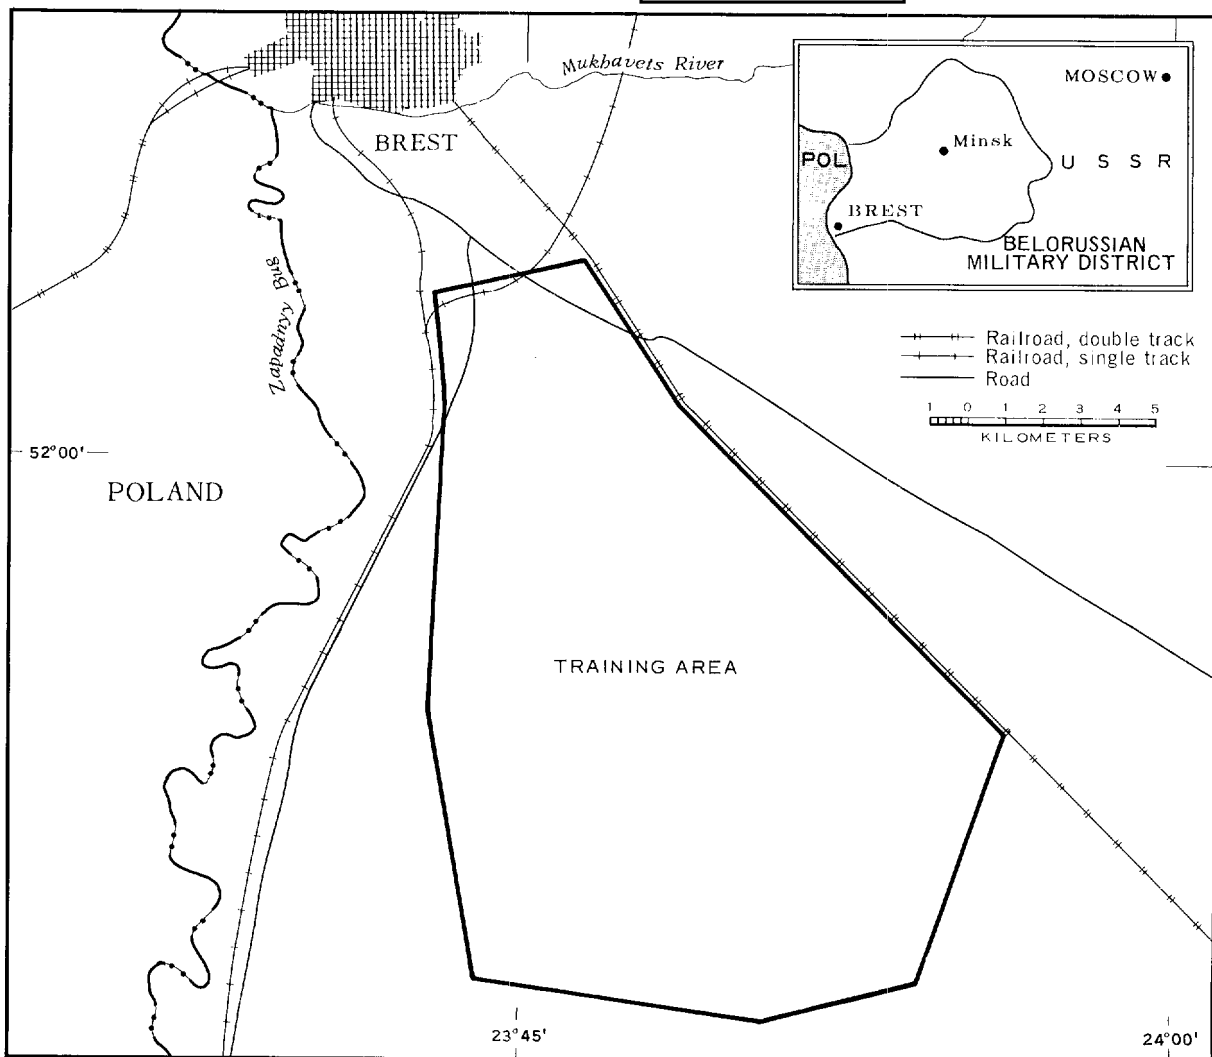 Mukhavets River
BREST
MOSCOW
POL
Minsk
U S S R
BREST
BELORUSSIAN
MILITARY DISTRICT
Zapadnyy Bug
Railroad, double track
Railroad, single track
Road
1 0 1 2 3 4 5
KILOMETERS
52°00'
POLAND
TRAINING AREA
23°45'
24°00'